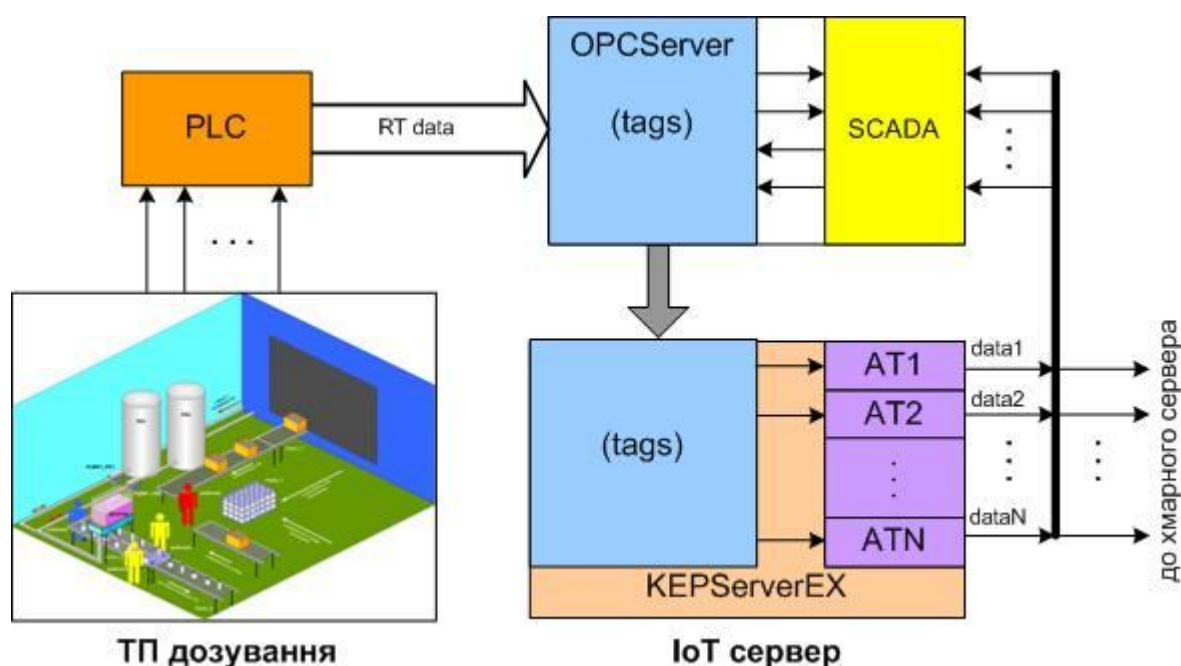 OPCServer
(tags)
SCADA
PLC
RT data
(tags)
AT1
AT2
ATN
data1
data2
dataN
KEPServerEX
до хмарного сервера
ТП дозування
IoT сервер